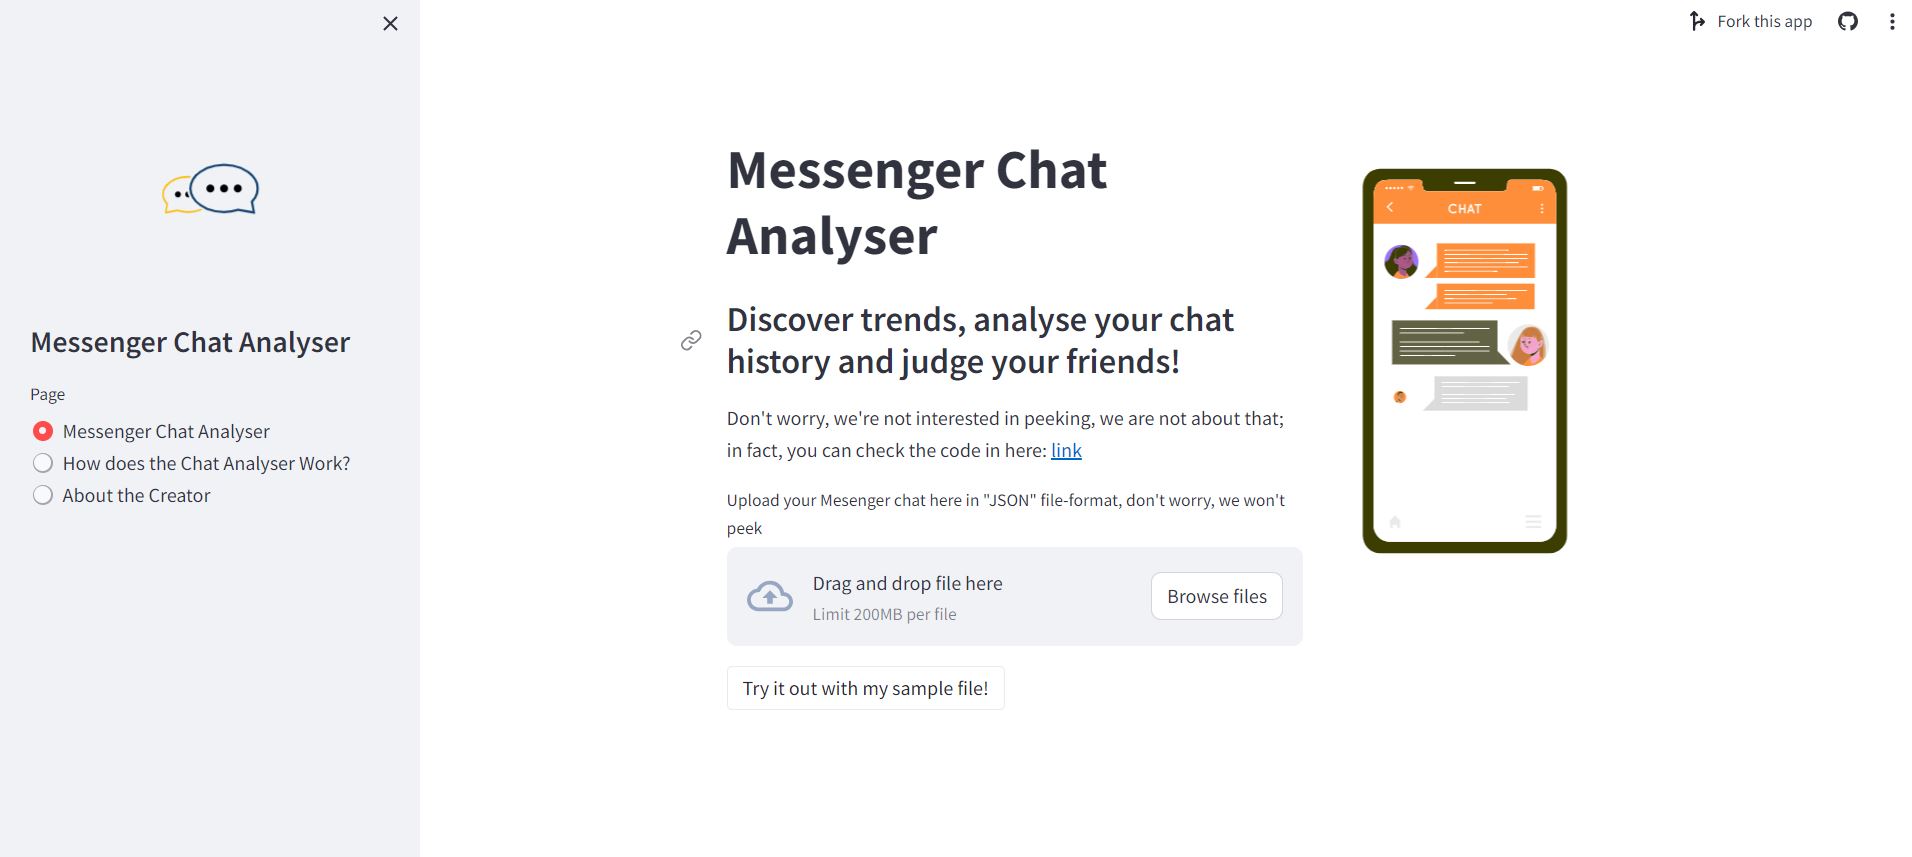 Fork this app
Messenger Chat Analyser
Page
Messenger Chat Analyser
How does the Chat Analyser Work?
About the Creator
Messenger Chat
Analyser
Discover trends, analyse your chat
history and judge your friends!
Don't worry, we're not interested in peeking, we are not about that;
in fact, you can check the code in here: link
Upload your Mesenger chat here in "JSON" file-format, don't worry, we won't
peek
Drag and drop file here
Limit 200MB per file
Browse files
Try it out with my sample file!
CHAT